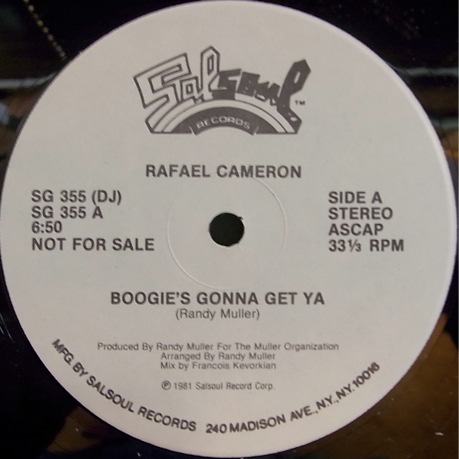 Salsoul TM
RECORDS
RAFAEL CAMERON
SG 355 (DJ)
SG 355 A
6:50
NOT FOR SALE
SIDE A
STEREO
ASCAP
33⅓ RPM
BOOGIE'S GONNA GET YA
(Randy Muller)
Produced By Randy Muller For The Muller Organization
Arranged By Randy Muller
Mix by Francois Kevorkian
℗ 1981 Salsoul Record Corp.
MFG. BY SALSOUL RECORDS 240 MADISON AVE., N.Y., N.Y. 10016